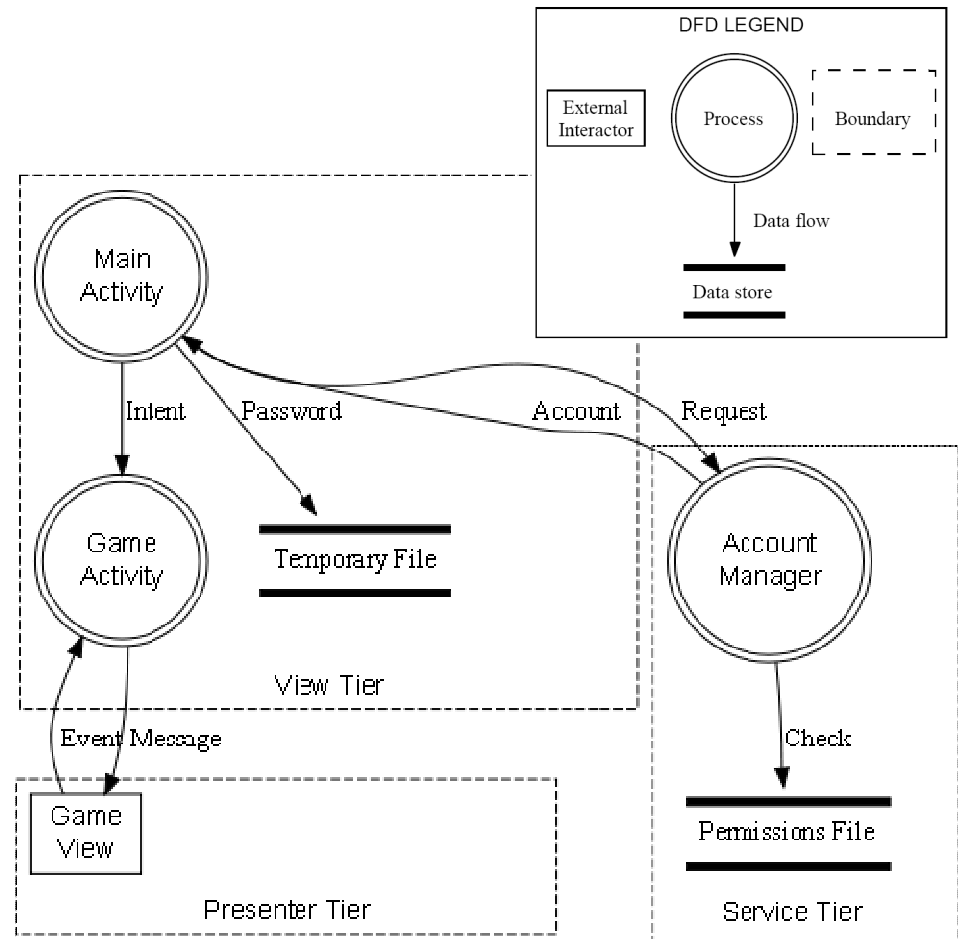 DFD LEGEND
External
Interactor
Process
Boundary
Data flow
Data store
Main
Activity
Intent
Password
Account
Request
Game
Activity
Temporary File
Account
Manager
View Tier
Event Message
Check
Game
View
Permissions File
Presenter Tier
Service Tier